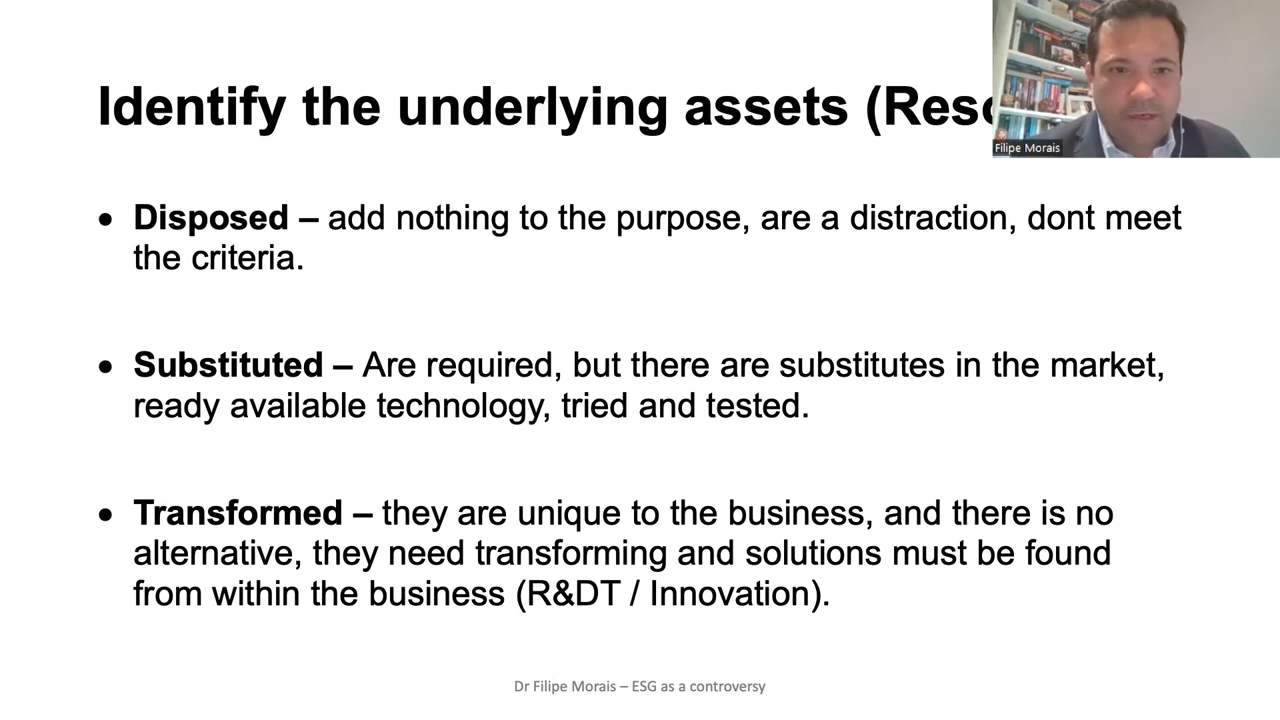 Identify the underlying assets (Reso
Filipe Morais
• Disposed – add nothing to the purpose, are a distraction, dont meet
the criteria.
• Substituted – Are required, but there are substitutes in the market,
ready available technology, tried and tested.
• Transformed – they are unique to the business, and there is no
alternative, they need transforming and solutions must be found
from within the business (R&DT / Innovation).
Dr Filipe Morais – ESG as a controversy